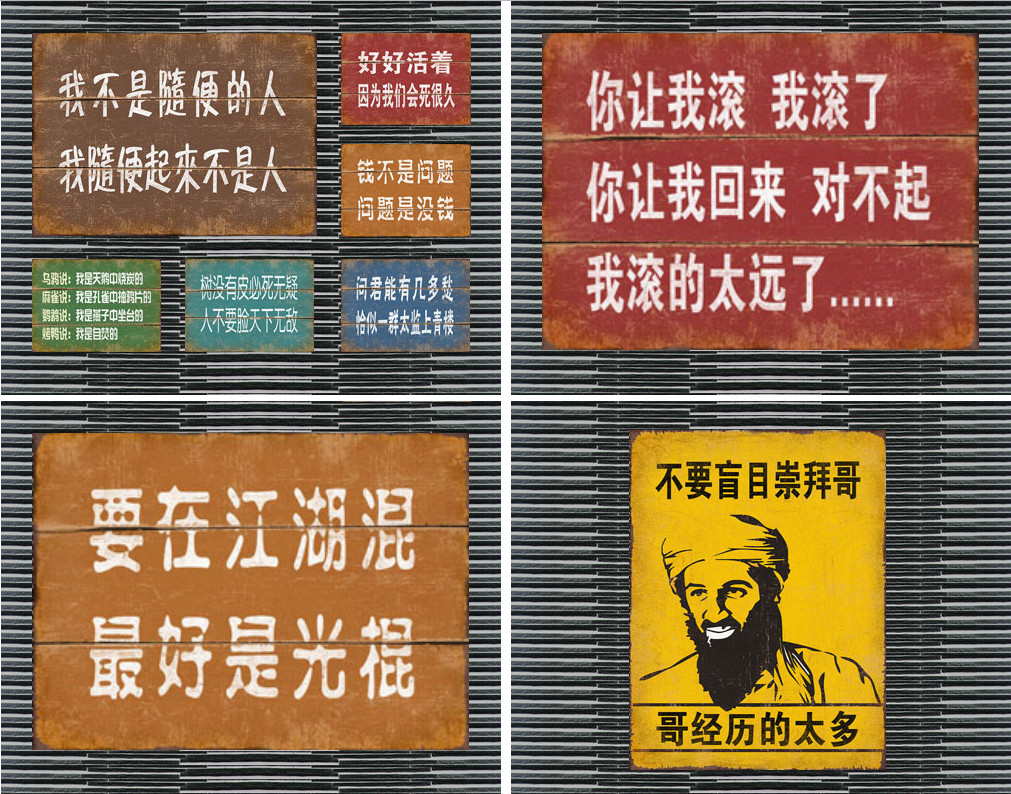 我不是隨便的人
我隨便起来不是人
好好活着
因为我们会死很久
钱不是问题
问题是没钱
乌鸦说：我是天鹅中烧炭的
麻雀说：我是孔雀中抽鸦片的
鹦鹉说：我是燕子中坐台的
烤鸭说：我是自焚的
树没有皮必死无疑
人不要脸天下无敌
问君能有几多愁
恰似一群太监上青楼
你让我滚 我滚了
你让我回来 对不起
我滚的太远了......
要在江湖混
最好是光棍
不要盲目崇拜哥
哥经历的太多